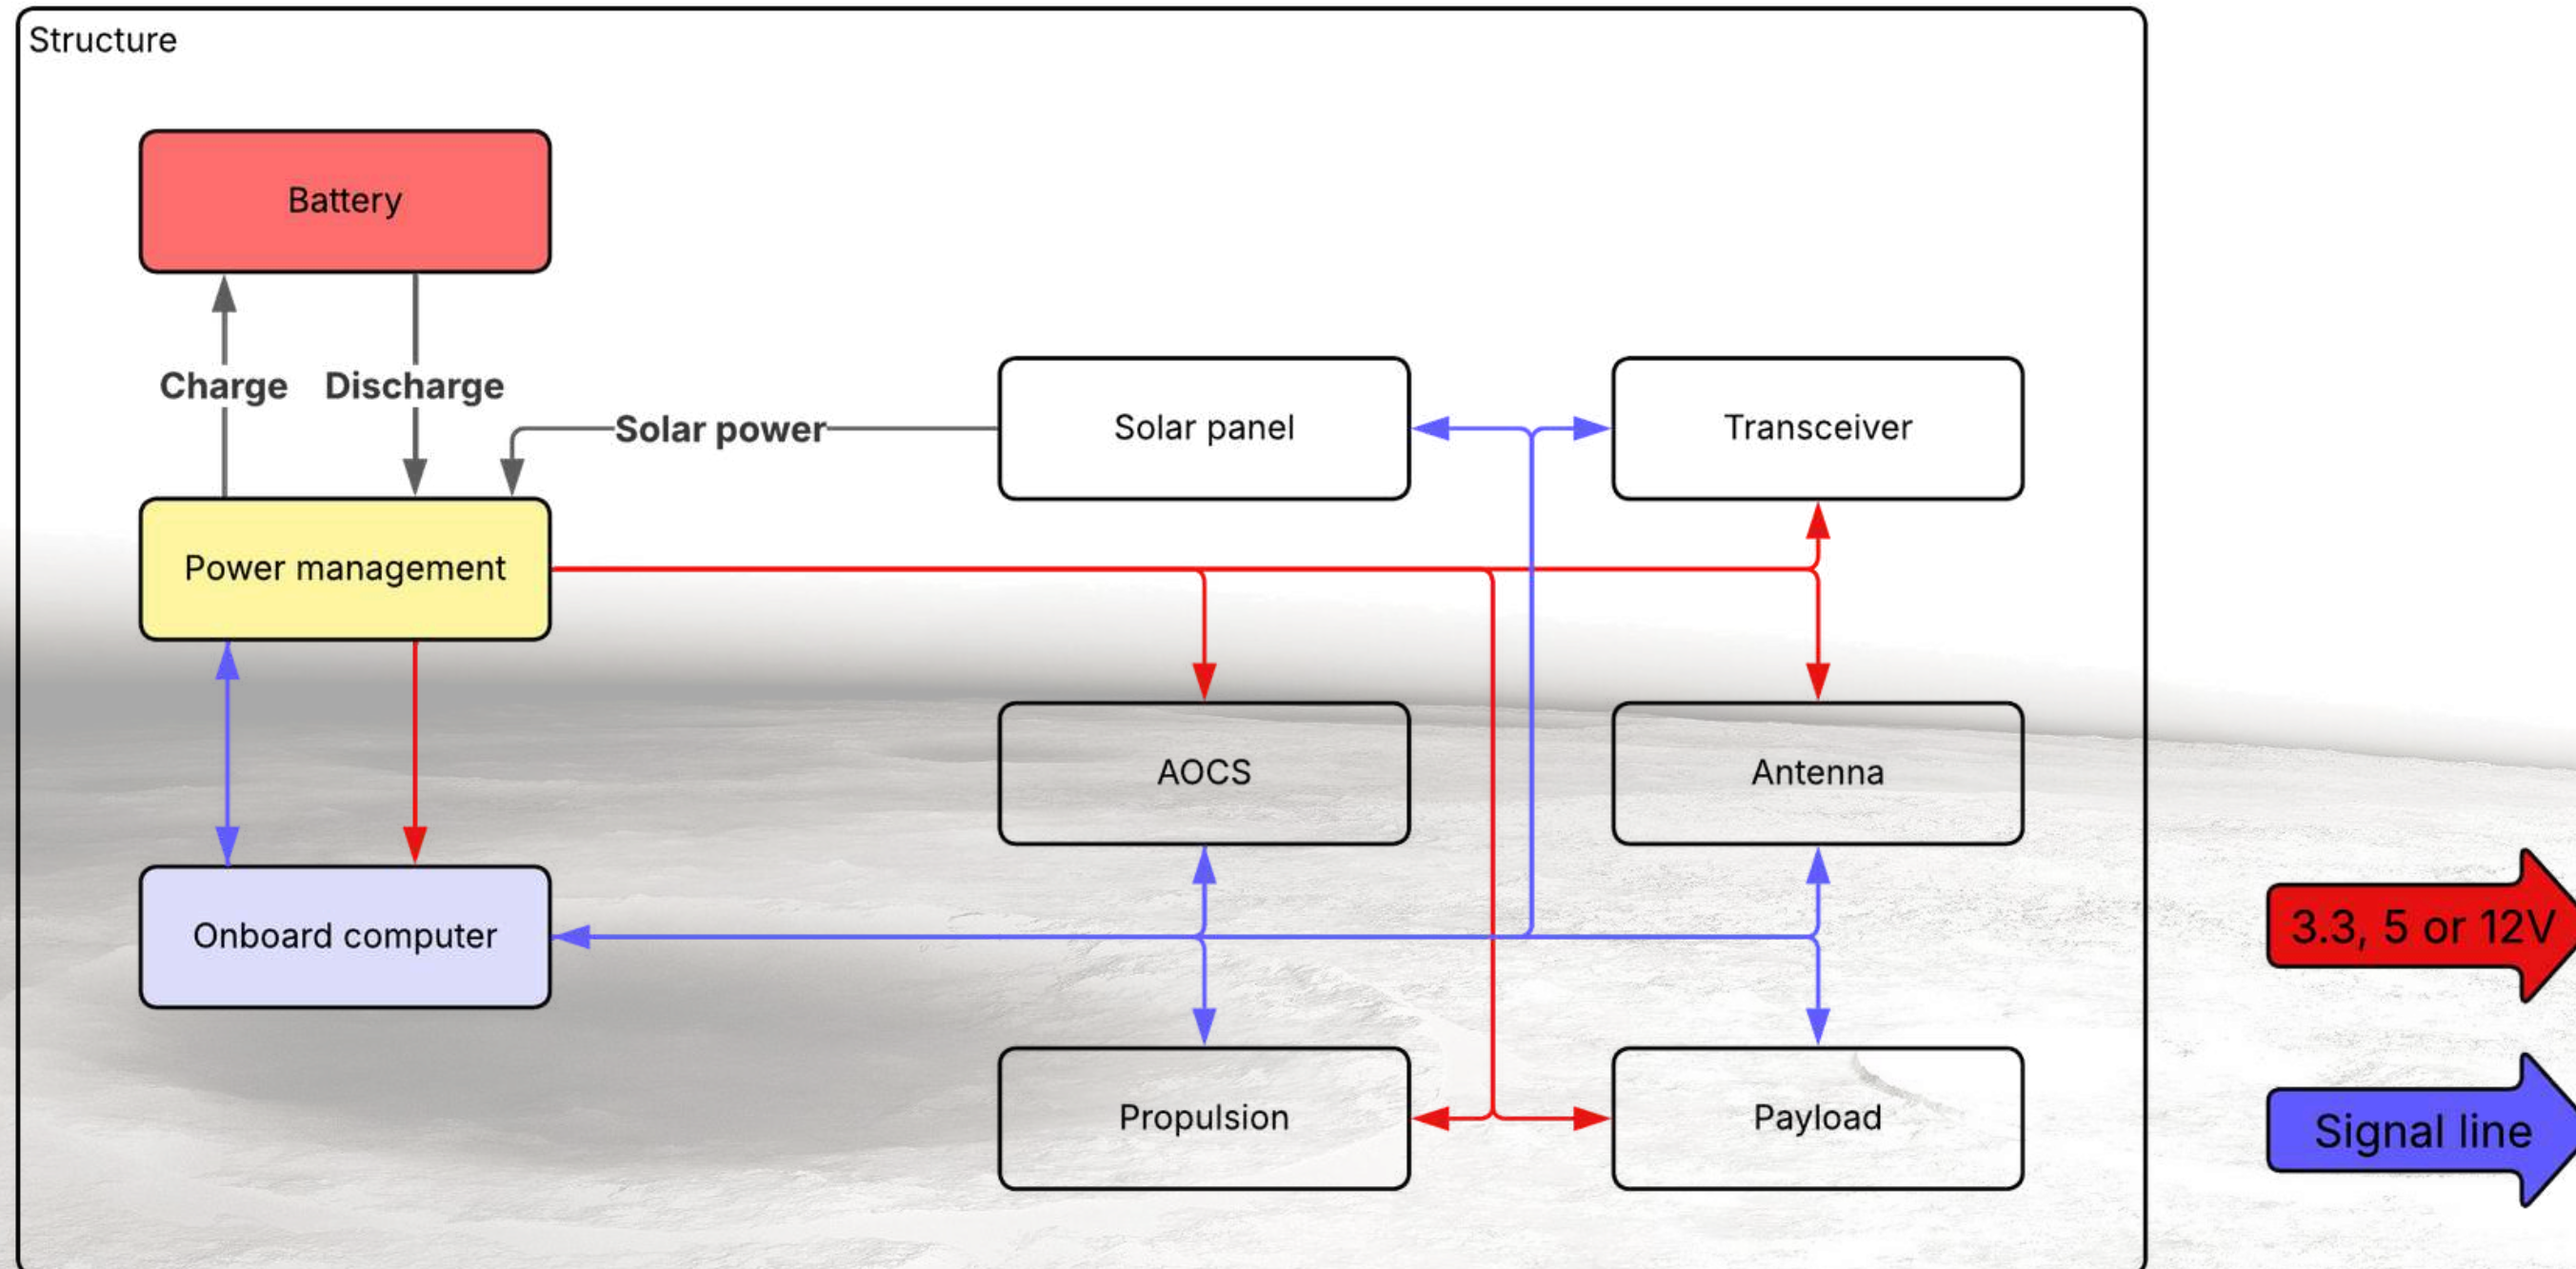 Structure
Battery
Charge
Discharge
Solar power
Solar panel
Transceiver
Power management
AOCS
Antenna
Onboard computer
3.3, 5 or 12V
Propulsion
Payload
Signal line